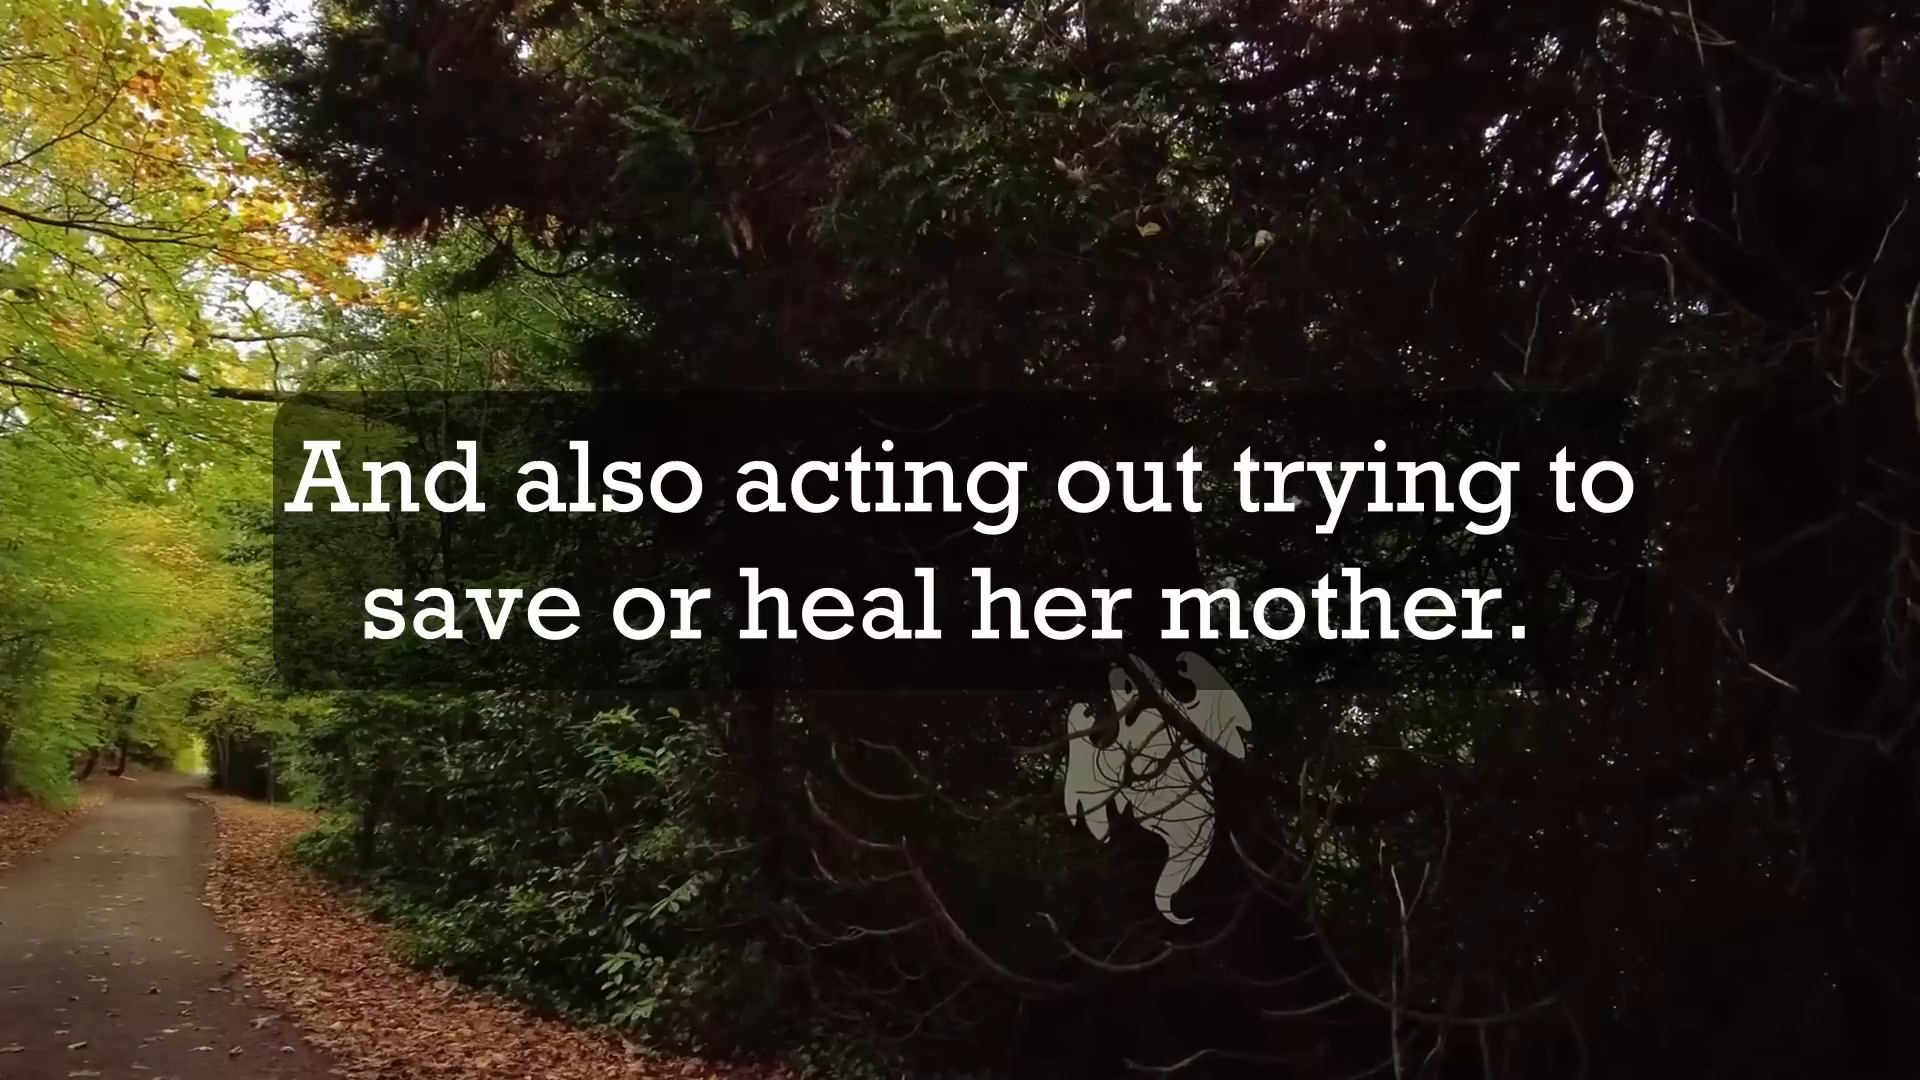 And also acting out trying to
save or heal her mother.